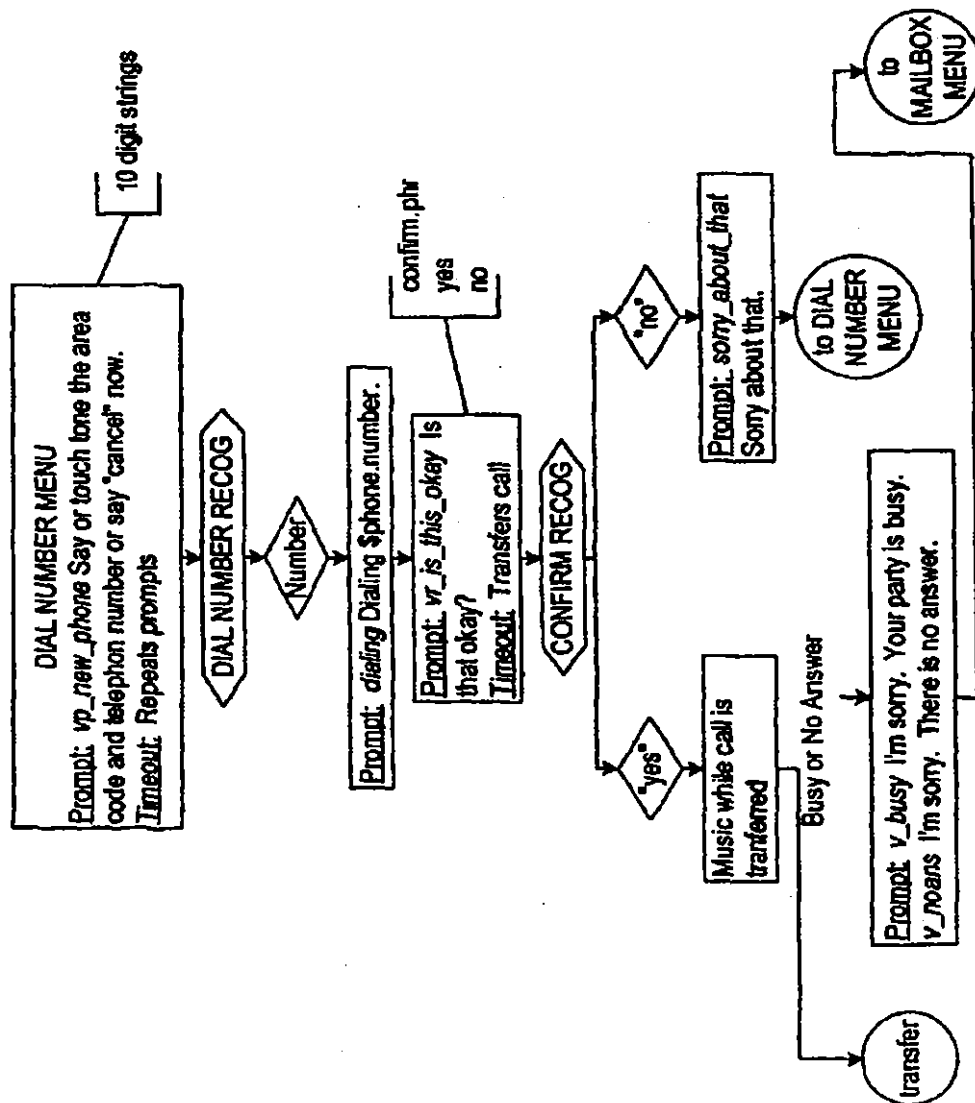 DIAL NUMBER MENU
Prompt: vp_new_phone Say or touch tone the area
code and telephon number or say "cancel" now.
Timeout: Repeats prompts
10 digit strings
DIAL NUMBER RECOG
Number
Prompt: dialing Dialing $phone.number.
Prompt: vr_is_this_okay Is
that okay?
Timeout: Transfers call
confirm.phr
yes
no
CONFIRM RECOG
"yes"
"no"
Music while call is
tranferred
Prompt: sorry_about_that
Sorry about that.
to DIAL
NUMBER
MENU
Busy or No Answer
Prompt: v_busy I'm sorry. Your party is busy.
v_noans I'm sorry. There is no answer.
transfer
to
MAILBOX
MENU